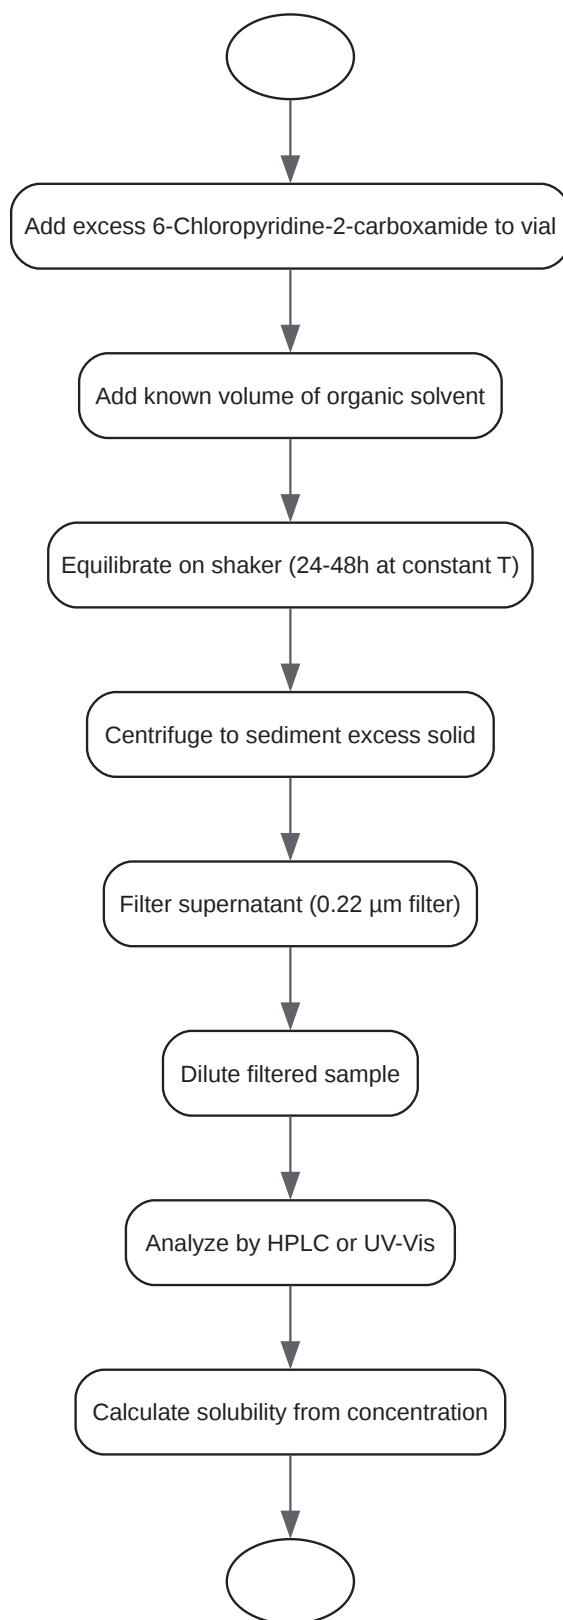 Add excess 6-Chloropyridine-2-carboxamide to vial
Add known volume of organic solvent
Equilibrate on shaker (24-48h at constant T)
Centrifuge to sediment excess solid
Filter supernatant (0.22 µm filter)
Dilute filtered sample
Analyze by HPLC or UV-Vis
Calculate solubility from concentration